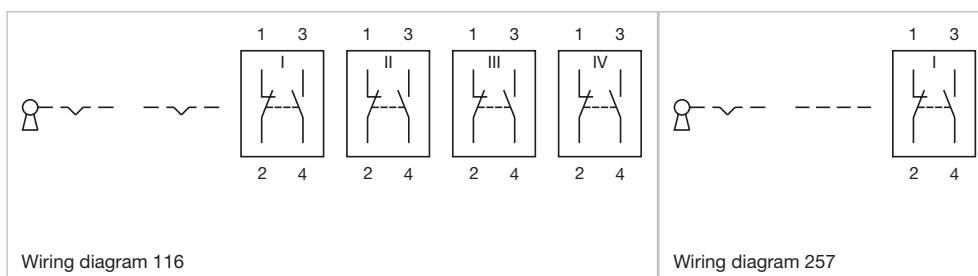 1 3 1 3 1 3 1 3 1 3
I II III IV I
2 4 2 4 2 4 2 4 2 4
Wiring diagram 116
Wiring diagram 257